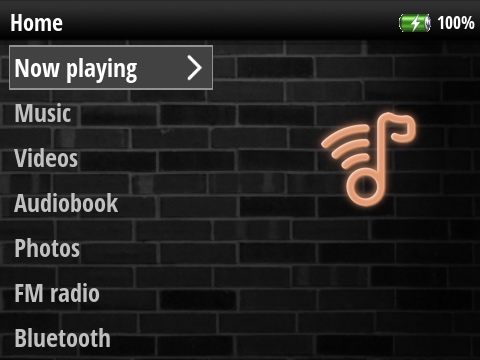 Home
100%
Now playing
Music
Videos
Audiobook
Photos
FM radio
Bluetooth